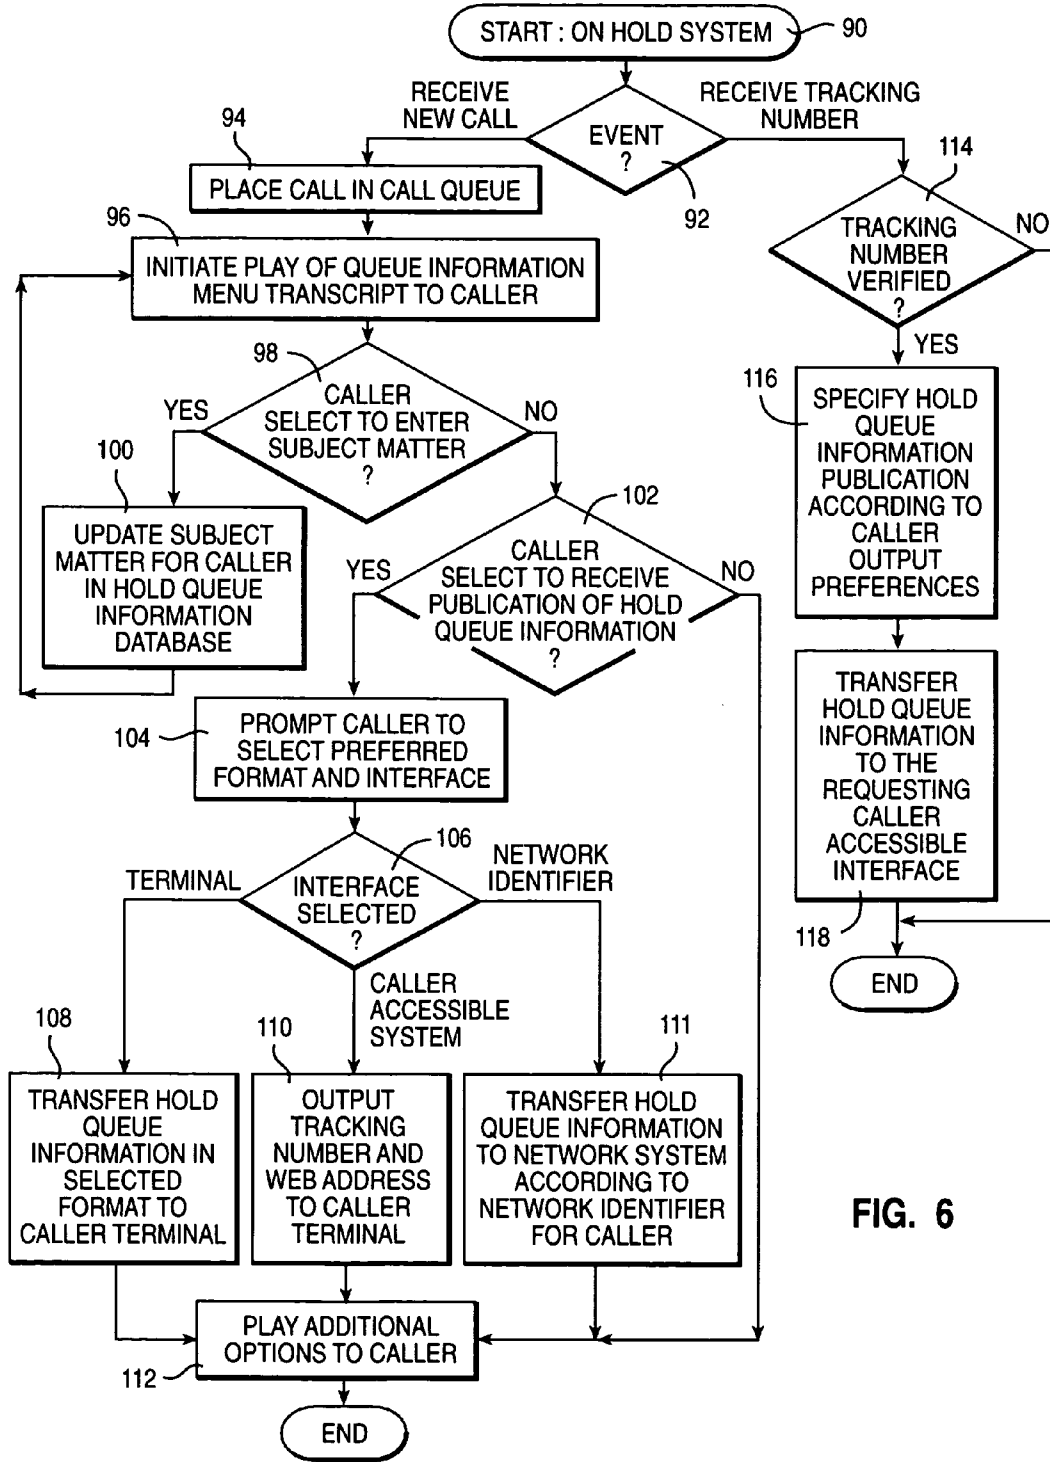 START : ON HOLD SYSTEM
90
RECEIVE
NEW CALL
RECEIVE TRACKING
NUMBER
EVENT
?
92
94
PLACE CALL IN CALL QUEUE
96
INITIATE PLAY OF QUEUE INFORMATION
MENU TRANSCRIPT TO CALLER
98
CALLER
SELECT TO ENTER
SUBJECT MATTER
?
YES
NO
100
UPDATE SUBJECT
MATTER FOR CALLER
IN HOLD QUEUE
INFORMATION
DATABASE
102
CALLER
SELECT TO RECEIVE
PUBLICATION OF HOLD
QUEUE INFORMATION
?
YES
NO
104
PROMPT CALLER TO
SELECT PREFERRED
FORMAT AND INTERFACE
106
INTERFACE
SELECTED
?
TERMINAL
NETWORK
IDENTIFIER
CALLER
ACCESSIBLE
SYSTEM
108
TRANSFER HOLD
QUEUE
INFORMATION IN
SELECTED
FORMAT TO
CALLER TERMINAL
110
OUTPUT
TRACKING
NUMBER AND
WEB ADDRESS
TO CALLER
TERMINAL
111
TRANSFER HOLD
QUEUE INFORMATION
TO NETWORK SYSTEM
ACCORDING TO
NETWORK IDENTIFIER
FOR CALLER
PLAY ADDITIONAL
OPTIONS TO CALLER
112
END
114
TRACKING
NUMBER
VERIFIED
?
NO
YES
116
SPECIFY HOLD
QUEUE
INFORMATION
PUBLICATION
ACCORDING TO
CALLER
OUTPUT
PREFERENCES
TRANSFER
HOLD QUEUE
INFORMATION
TO THE
REQUESTING
CALLER
ACCESSIBLE
INTERFACE
118
END
FIG. 6